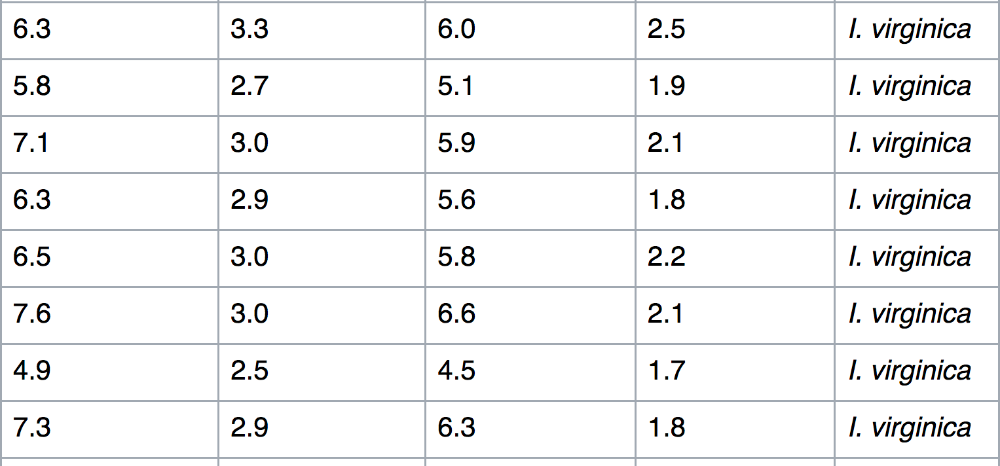 6.3 3.3 6.0 2.5 I. virginica
5.8 2.7 5.1 1.9 I. virginica
7.1 3.0 5.9 2.1 I. virginica
6.3 2.9 5.6 1.8 I. virginica
6.5 3.0 5.8 2.2 I. virginica
7.6 3.0 6.6 2.1 I. virginica
4.9 2.5 4.5 1.7 I. virginica
7.3 2.9 6.3 1.8 I. virginica